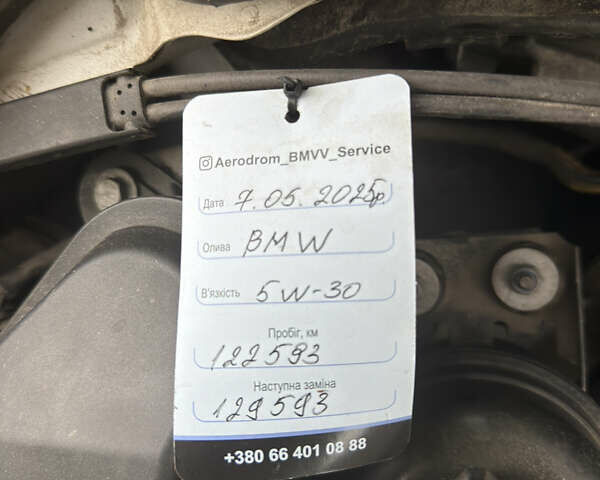 Aerodrom_BMVV_Service
Дата 7.05.2025р.
Олива BMW
В'язкість 5W-30
Пробіг, км
122593
Наступна заміна
129593
+380 66 401 08 88